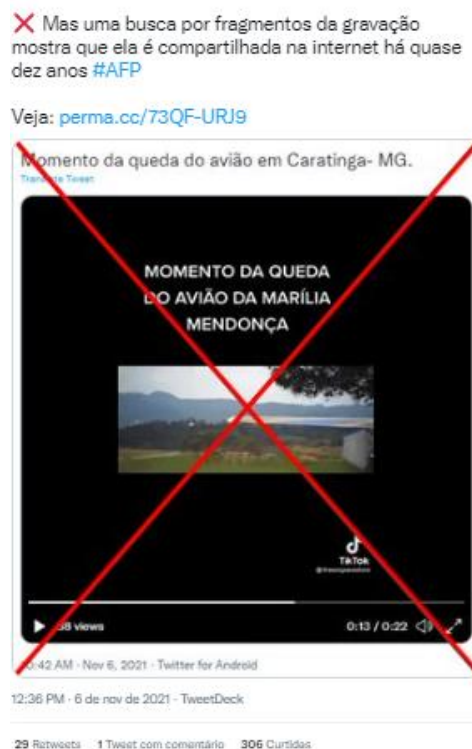 ❌ Mas uma busca por fragmentos da gravação
mostra que ela é compartilhada na internet há quase
dez anos #AFP
Veja: perma.cc/73QF-URJ9
Momento da queda do avião em Caratinga- MG.
Translate Tweet
MOMENTO DA QUEDA
DO AVIÃO DA MARÍLIA
MENDONÇA
TikTok
views
0:13 / 0:22
:42 AM · Nov 6, 2021 · Twitter for Android
12:36 PM · 6 de nov de 2021 · TweetDeck
29 Retweets 1 Tweet com comentário 306 Curtidas